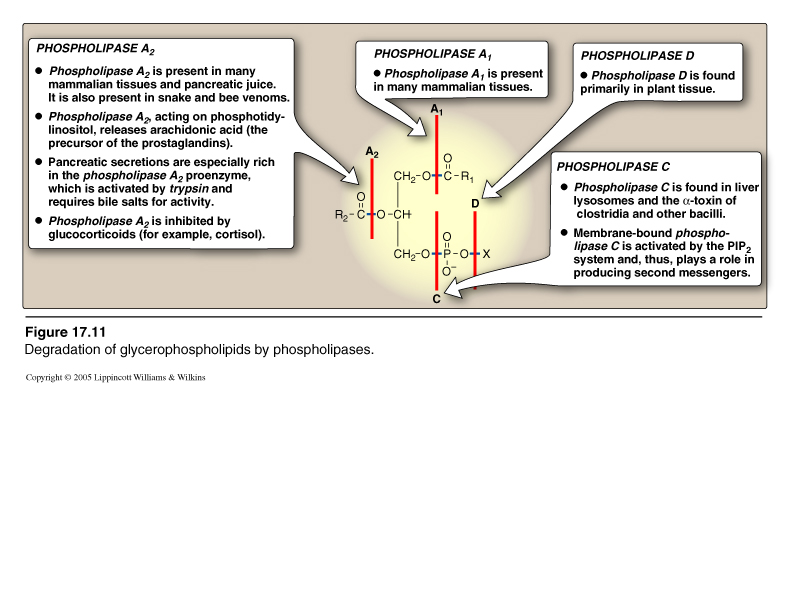 PHOSPHOLIPASE A2
● Phospholipase A2 is present in many
mammalian tissues and pancreatic juice.
It is also present in snake and bee venoms.
● Phospholipase A2, acting on phosphotidy-
linositol, releases arachidonic acid (the
precursor of the prostaglandins).
● Pancreatic secretions are especially rich
in the phospholipase A2 proenzyme,
which is activated by trypsin and
requires bile salts for activity.
● Phospholipase A2 is inhibited by
glucocorticoids (for example, cortisol).
PHOSPHOLIPASE A1
● Phospholipase A1 is present
in many mammalian tissues.
PHOSPHOLIPASE D
● Phospholipase D is found
primarily in plant tissue.
PHOSPHOLIPASE C
● Phospholipase C is found in liver
lysosomes and the α-toxin of
clostridia and other bacilli.
● Membrane-bound phospho-
lipase C is activated by the PIP2
system and, thus, plays a role in
producing second messengers.
A1
A2
O
CH2-O-C-R1
O
D
R2-C-O-CH
O
CH2-O-P-O-X
O−
C
Figure 17.11
Degradation of glycerophospholipids by phospholipases.
Copyright © 2005 Lippincott Williams & Wilkins